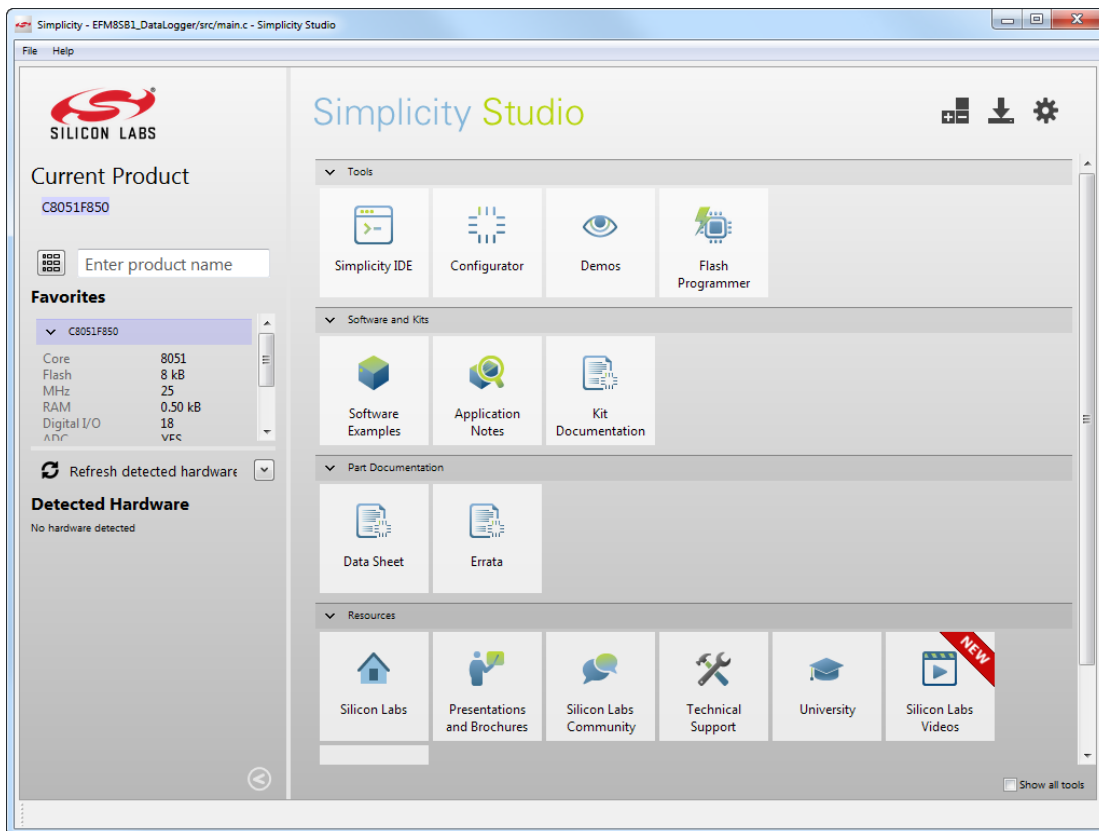 Simplicity - EFM8SB1_DataLogger/src/main.c - Simplicity Studio
File Help
SILICON LABS
Simplicity Studio
Current Product
C8051F850
Enter product name
Favorites
C8051F850
Core 8051
Flash 8 kB
MHz 25
RAM 0.50 kB
Digital I/O 18
ADC YES
Refresh detected hardware
Detected Hardware
No hardware detected
Tools
Simplicity IDE
Configurator
Demos
Flash
Programmer
Software and Kits
Software
Examples
Application
Notes
Kit
Documentation
Part Documentation
Data Sheet
Errata
Resources
Silicon Labs
Presentations
and Brochures
Silicon Labs
Community
Technical
Support
University
NEW
Silicon Labs
Videos
Show all tools